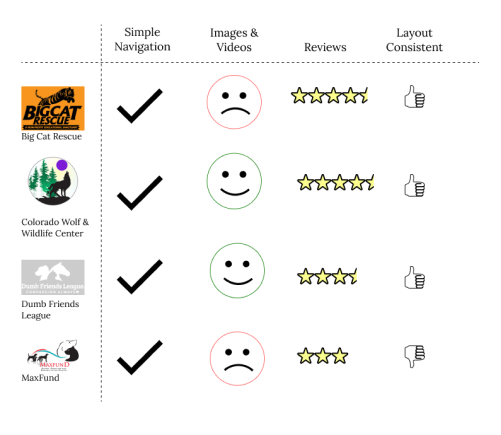 Simple
Navigation
Images &
Videos
Reviews
Layout
Consistent
BIG CAT
RESCUE
Big Cat Rescue
Colorado Wolf &
Wildlife Center
Dumb Friends League
Dumb Friends
League
MAXFUND
MaxFund